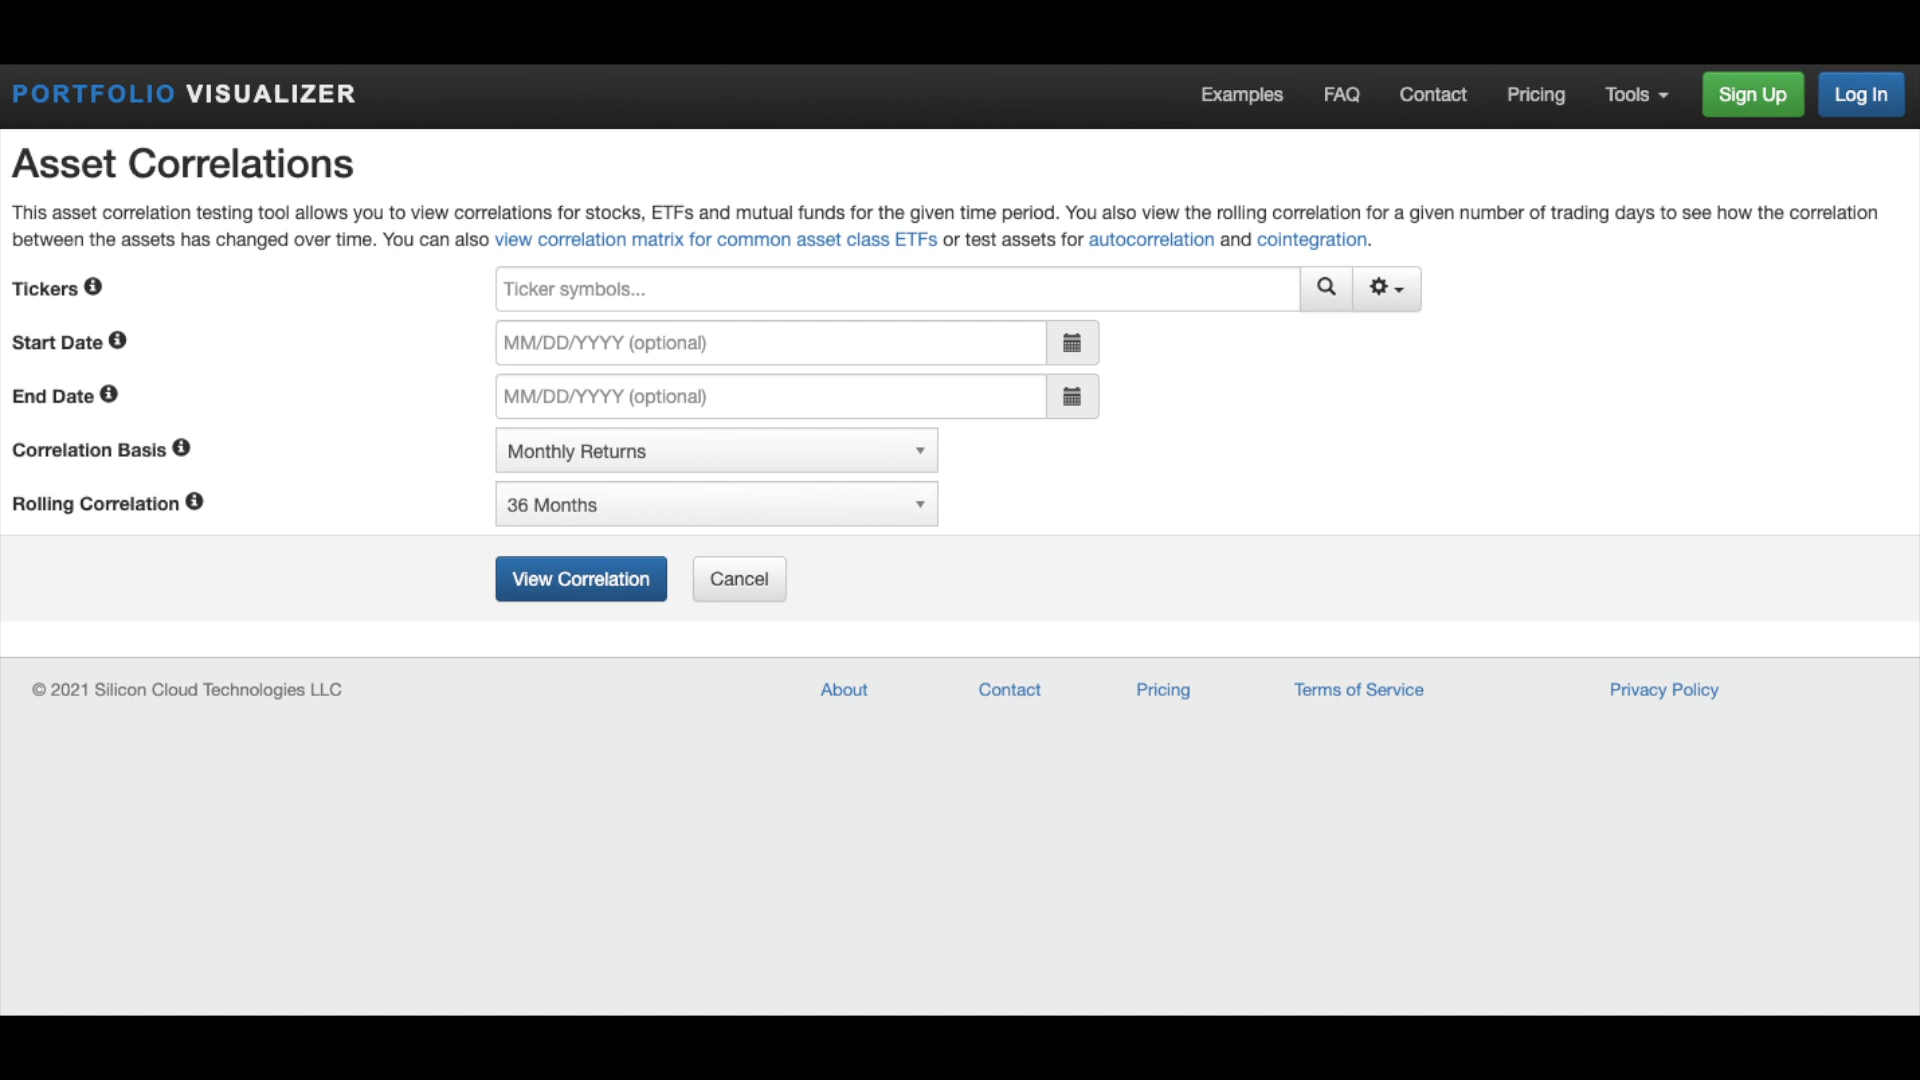 PORTFOLIO VISUALIZER
Examples FAQ Contact Pricing Tools Sign Up Log In
Asset Correlations
This asset correlation testing tool allows you to view correlations for stocks, ETFs and mutual funds for the given time period. You also view the rolling correlation for a given number of trading days to see how the correlation
between the assets has changed over time. You can also view correlation matrix for common asset class ETFs or test assets for autocorrelation and cointegration.
Tickers Ticker symbols...
Start Date MM/DD/YYYY (optional)
End Date MM/DD/YYYY (optional)
Correlation Basis Monthly Returns
Rolling Correlation 36 Months
View Correlation Cancel
© 2021 Silicon Cloud Technologies LLC About Contact Pricing Terms of Service Privacy Policy